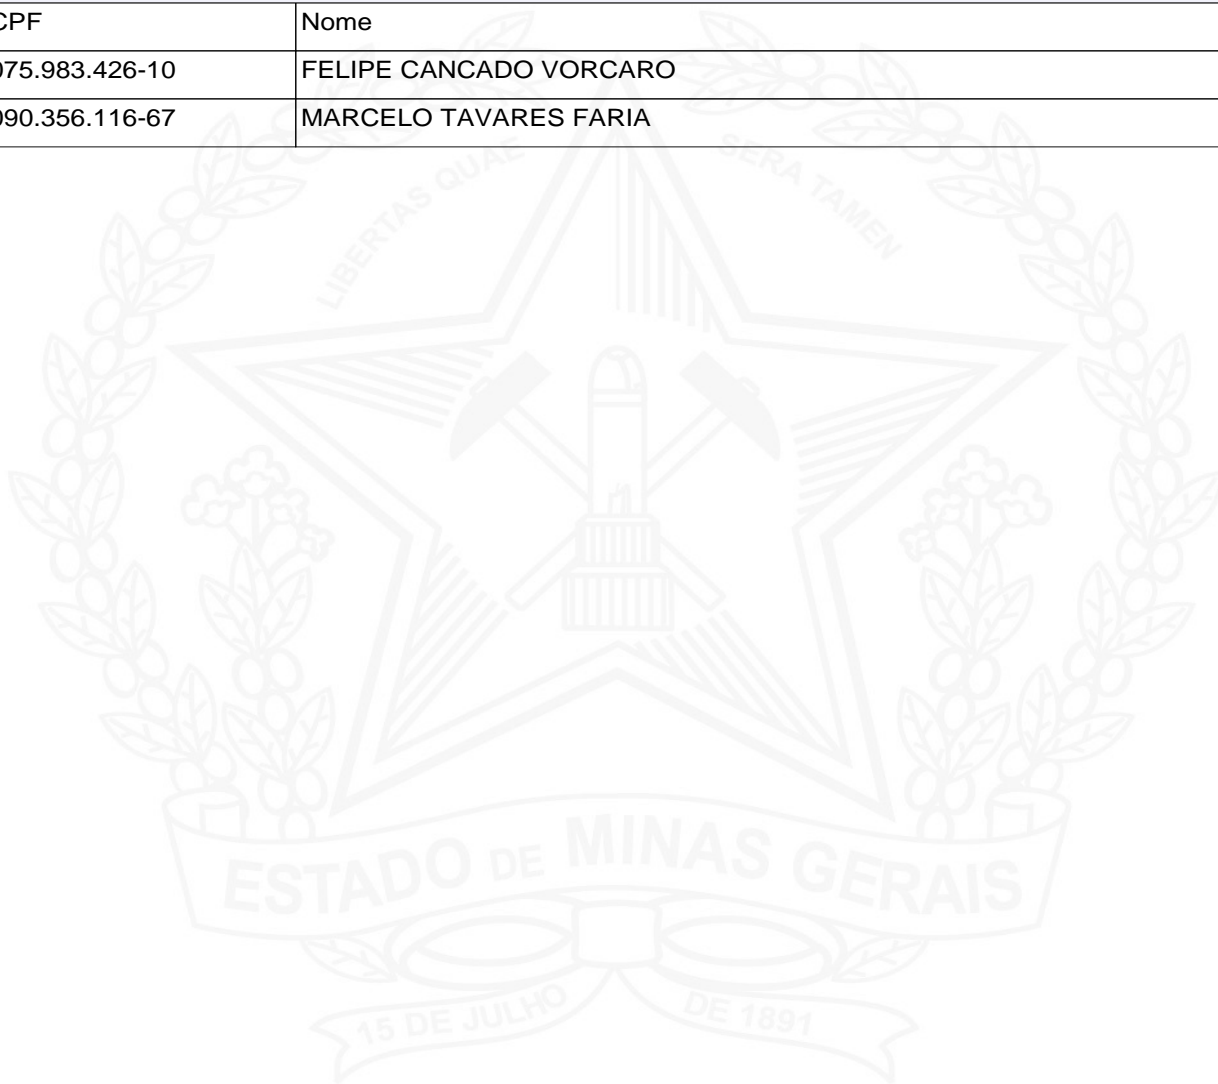 CPF Nome
075.983.426-10 FELIPE CANCADO VORCARO
090.356.116-67 MARCELO TAVARES FARIA
LIBERTAS QUAE SERA TAMEN
ESTADO DE MINAS GERAIS
15 DE JULHO DE 1891